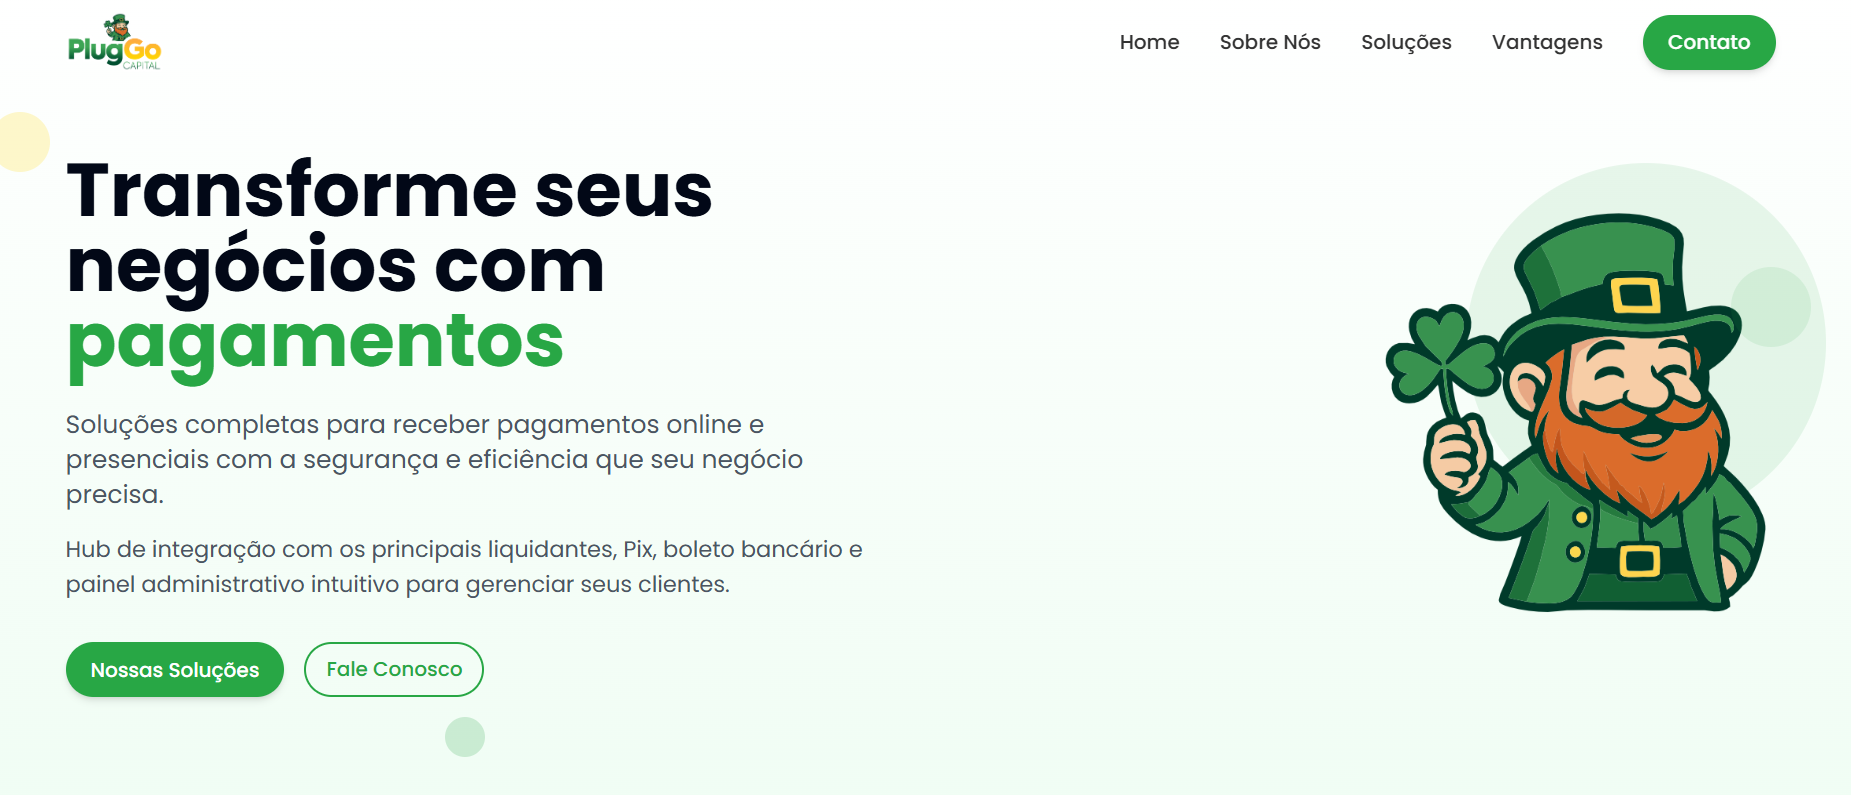 PlugGo
CAPITAL
Home
Sobre Nós
Soluções
Vantagens
Contato
Transforme seus
negócios com
pagamentos
Soluções completas para receber pagamentos online e
presenciais com a segurança e eficiência que seu negócio
precisa.
Hub de integração com os principais liquidantes, Pix, boleto bancário e
painel administrativo intuitivo para gerenciar seus clientes.
Nossas Soluções
Fale Conosco